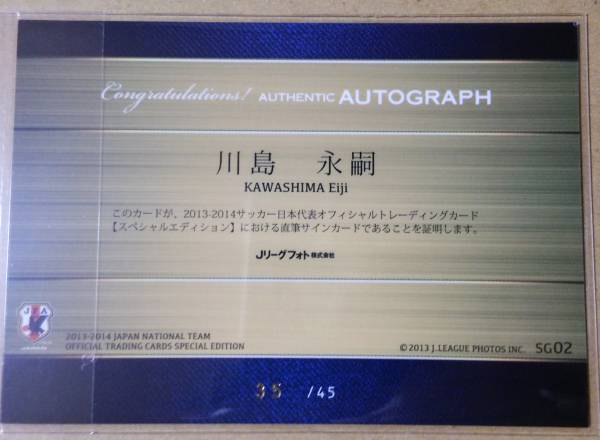 Congratulations! AUTHENTIC AUTOGRAPH
川島 永嗣
KAWASHIMA Eiji
このカードが、2013-2014サッカー日本代表オフィシャルトレーディングカード
【スペシャルエディション】における直筆サインカードであることを証明します。
Jリーグフォト株式会社
JFA
JAPAN
2013-2014 JAPAN NATIONAL TEAM
OFFICIAL TRADING CARDS SPECIAL EDITION
©2013 J.LEAGUE PHOTOS INC. SG02
35 /45